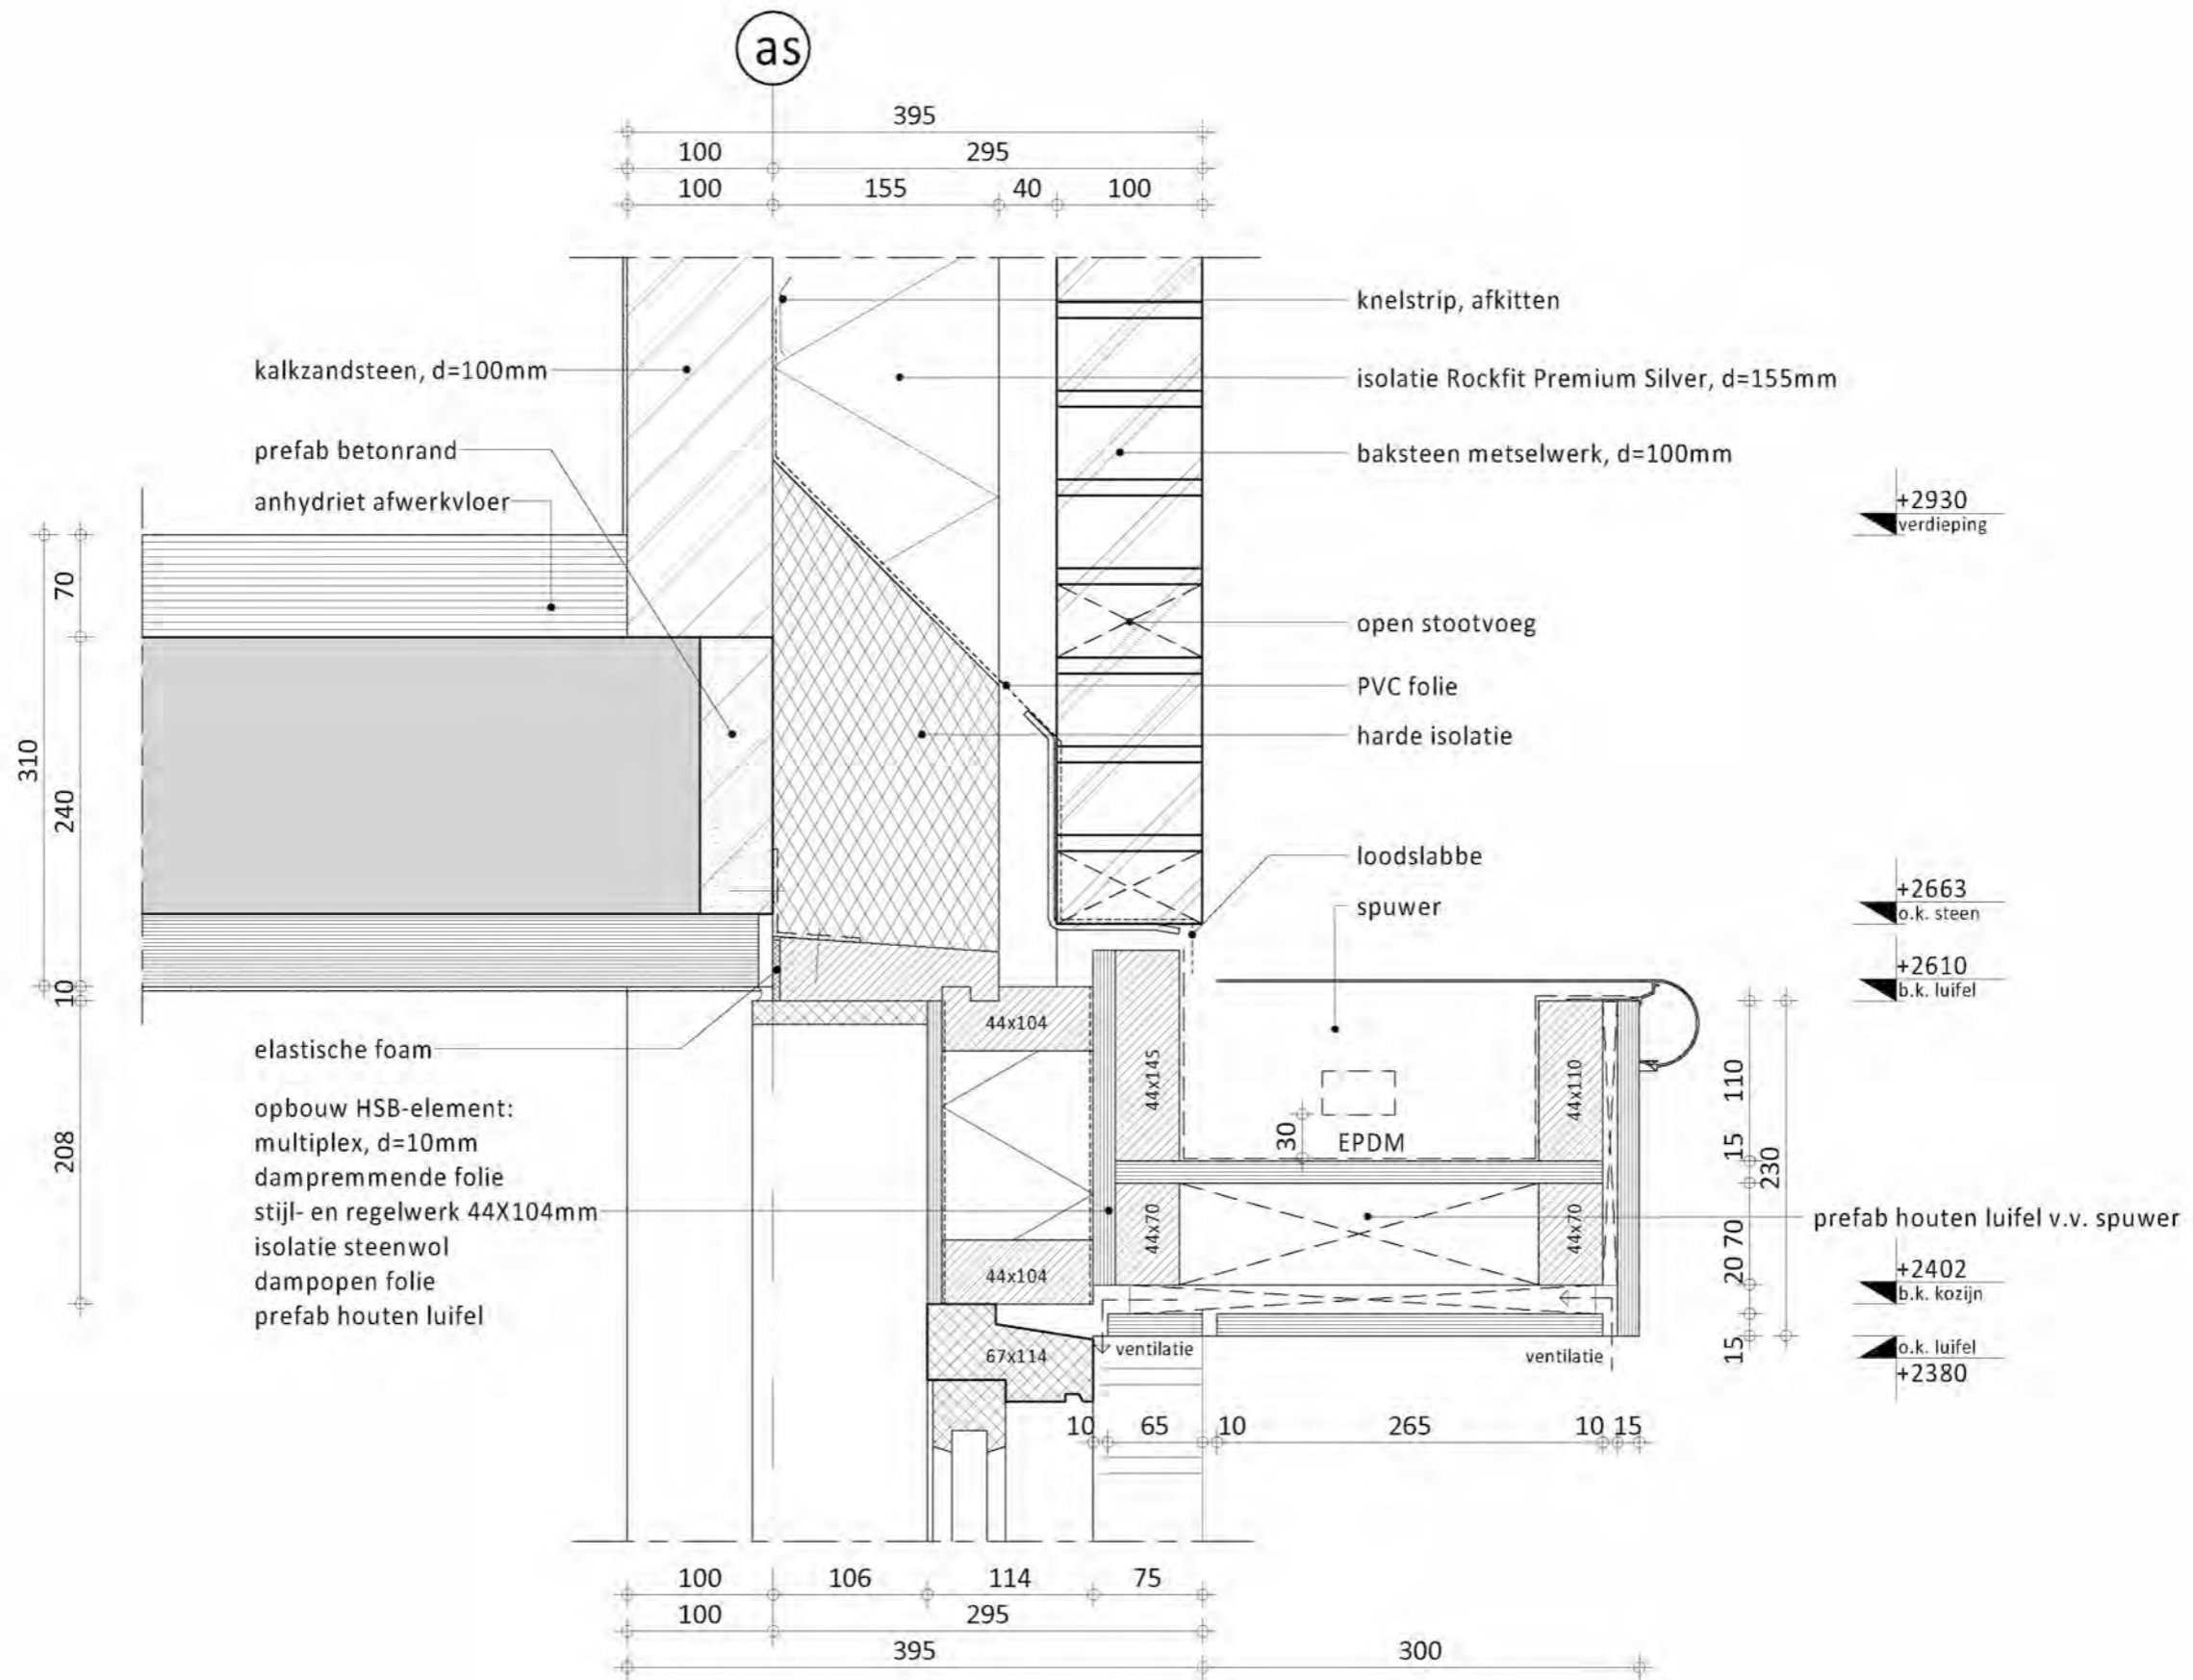 as
395
100 295
100 155 40 100
knelstrip, afkitten
kalkzandsteen, d=100mm
isolatie Rockfit Premium Silver, d=155mm
prefab betonrand
baksteen metselwerk, d=100mm
anhydriet afwerkvloer
+2930
verdieping
70
open stootvoeg
PVC folie
harde isolatie
310
240
loodslabbe
+2663
o.k. steen
spuwer
+2610
b.k. luifel
10
44x104
elastische foam
44x145
44x110
110
30
EPDM
15
230
208
opbouw HSB-element:
multiplex, d=10mm
dampremmende folie
stijl- en regelwerk 44X104mm
isolatie steenwol
dampopen folie
prefab houten luifel
44x70
44x70
prefab houten luifel v.v. spuwer
70
20
44x104
+2402
b.k. kozijn
67x114
ventilatie
ventilatie
15
o.k. luifel
+2380
10 65 10 265 10 15
100 106 114 75
100 295
395 300